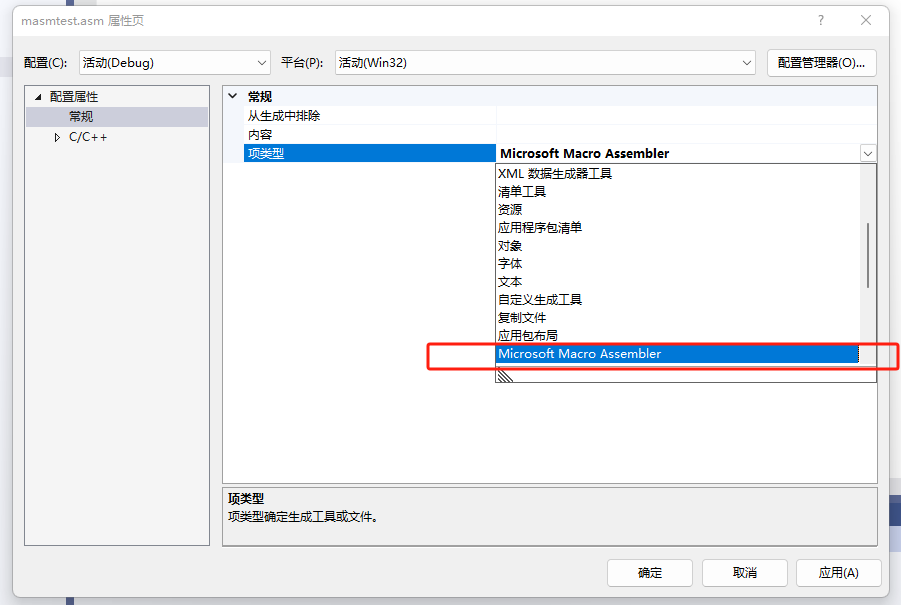 masmtest.asm 属性页
配置(C): 活动(Debug) 平台(P): 活动(Win32) 配置管理器(O)...
配置属性
常规
C/C++
常规
从生成中排除
内容
项类型 Microsoft Macro Assembler
XML 数据生成器工具
清单工具
资源
应用程序包清单
对象
字体
文本
自定义生成工具
复制文件
应用包布局
Microsoft Macro Assembler
项类型
项类型确定生成工具或文件。
确定 取消 应用(A)